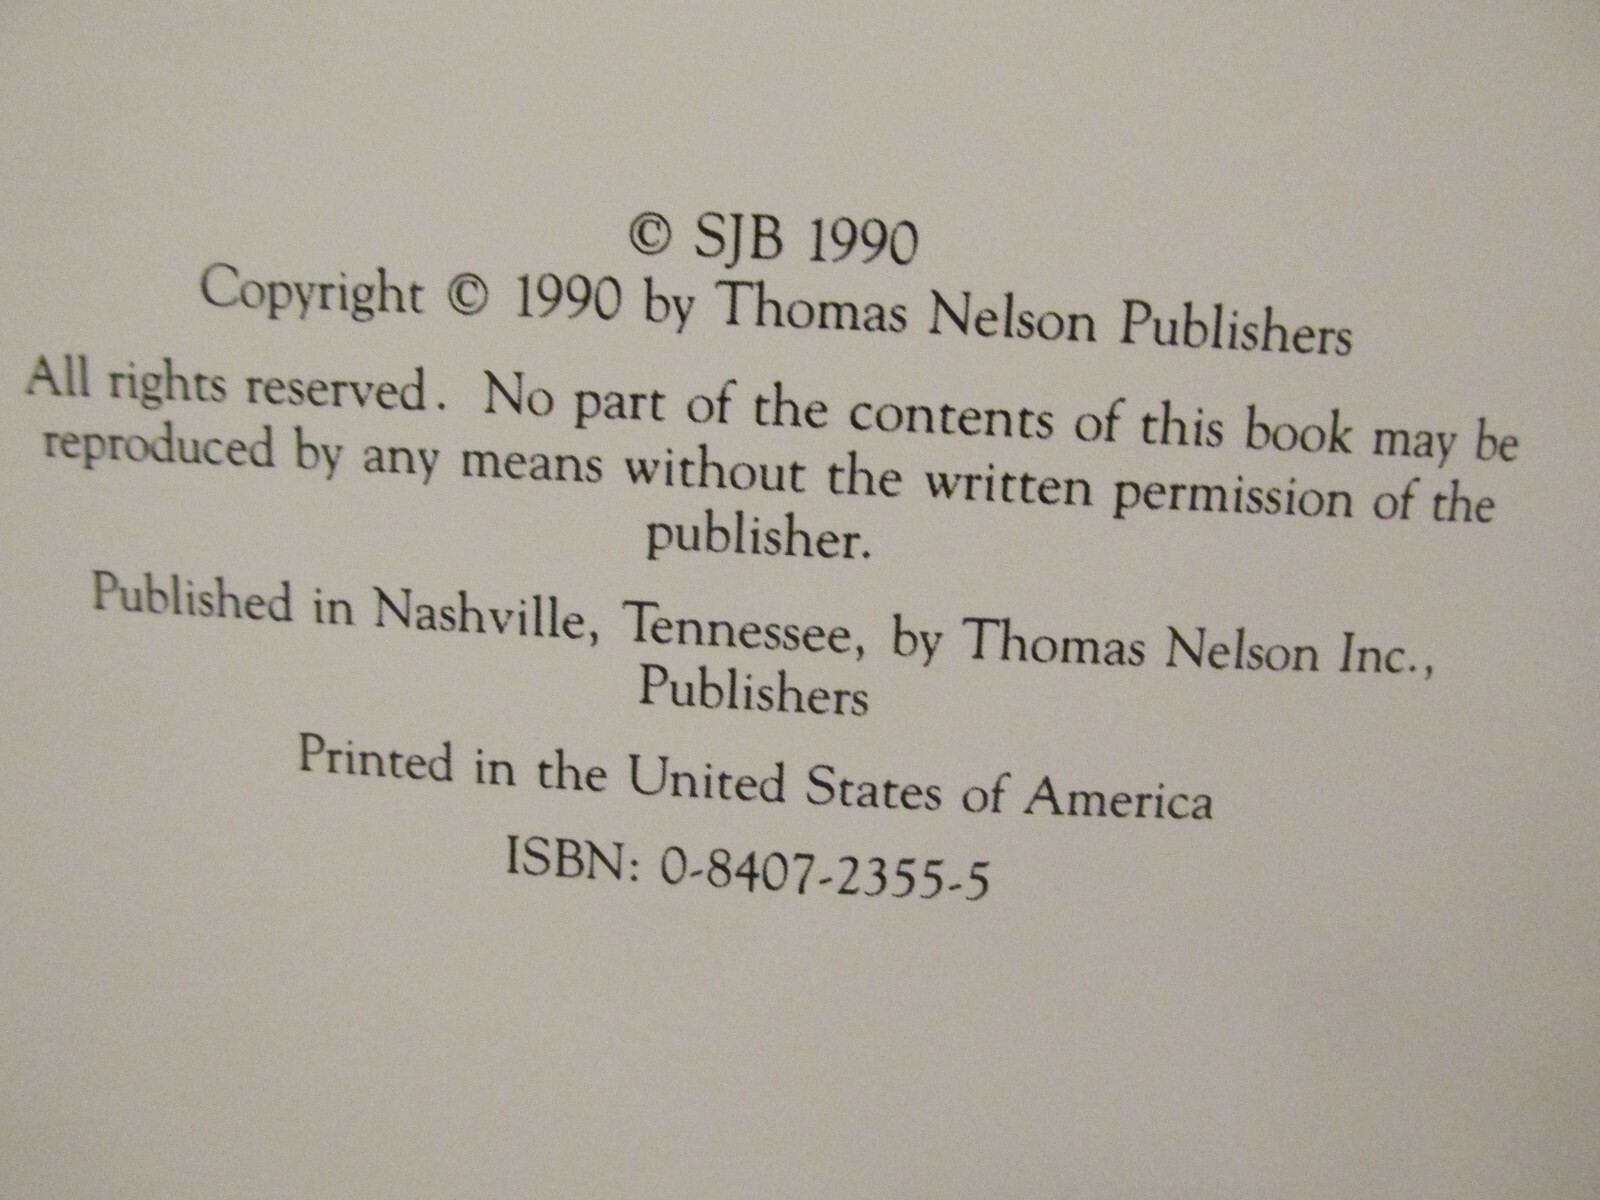 © SJB 1990
Copyright © 1990 by Thomas Nelson Publishers
All rights reserved. No part of the contents of this book may be
reproduced by any means without the written permission of the
publisher.
Published in Nashville, Tennessee, by Thomas Nelson Inc.,
Publishers
Printed in the United States of America
ISBN: 0-8407-2355-5